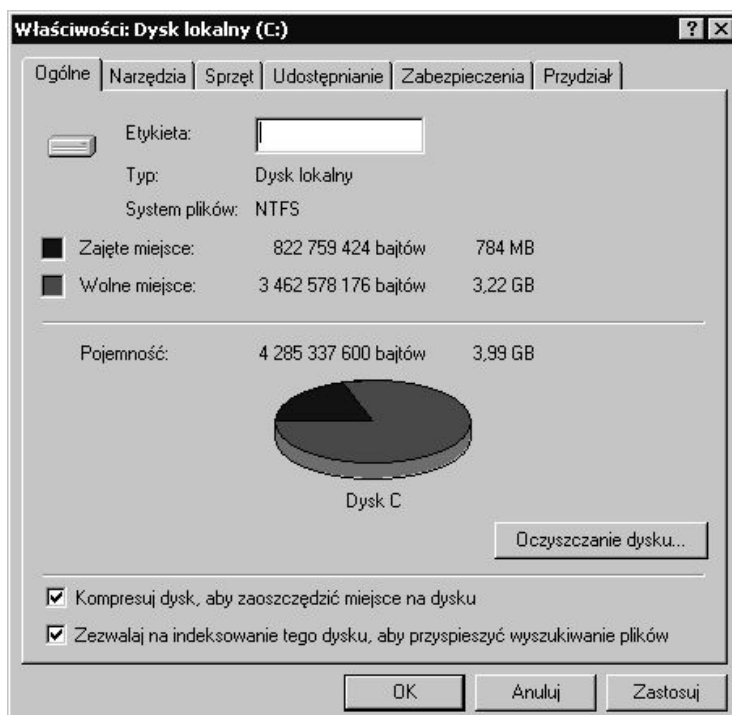 Właściwości: Dysk lokalny (C:)
Ogólne Narzędzia Sprzęt Udostępnianie Zabezpieczenia Przydział
Etykieta:
Typ: Dysk lokalny
System plików: NTFS
Zajęte miejsce: 822 759 424 bajtów 784 MB
Wolne miejsce: 3 462 578 176 bajtów 3,22 GB
Pojemność: 4 285 337 600 bajtów 3,99 GB
Dysk C
Oczyszczanie dysku...
Kompresuj dysk, aby zaoszczędzić miejsce na dysku
Zezwalaj na indeksowanie tego dysku, aby przyspieszyć wyszukiwanie plików
OK Anuluj Zastosuj